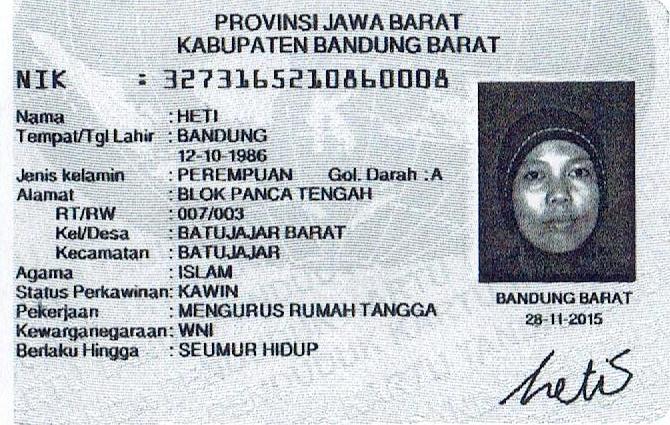 PROVINSI JAWA BARAT
KABUPATEN BANDUNG BARAT
NIK : 3273165210860008
Nama : HETI
Tempat/Tgl Lahir : BANDUNG
12-10-1986
Jenis kelamin : PEREMPUAN Gol. Darah : A
Alamat : BLOK PANCA TENGAH
RT/RW : 007/003
Kel/Desa : BATUJAJAR BARAT
Kecamatan : BATUJAJAR
Agama : ISLAM
Status Perkawinan: KAWIN
Pekerjaan : MENGURUS RUMAH TANGGA
Kewarganegaraan: WNI
Berlaku Hingga : SEUMUR HIDUP
BANDUNG BARAT
28-11-2015
hetis